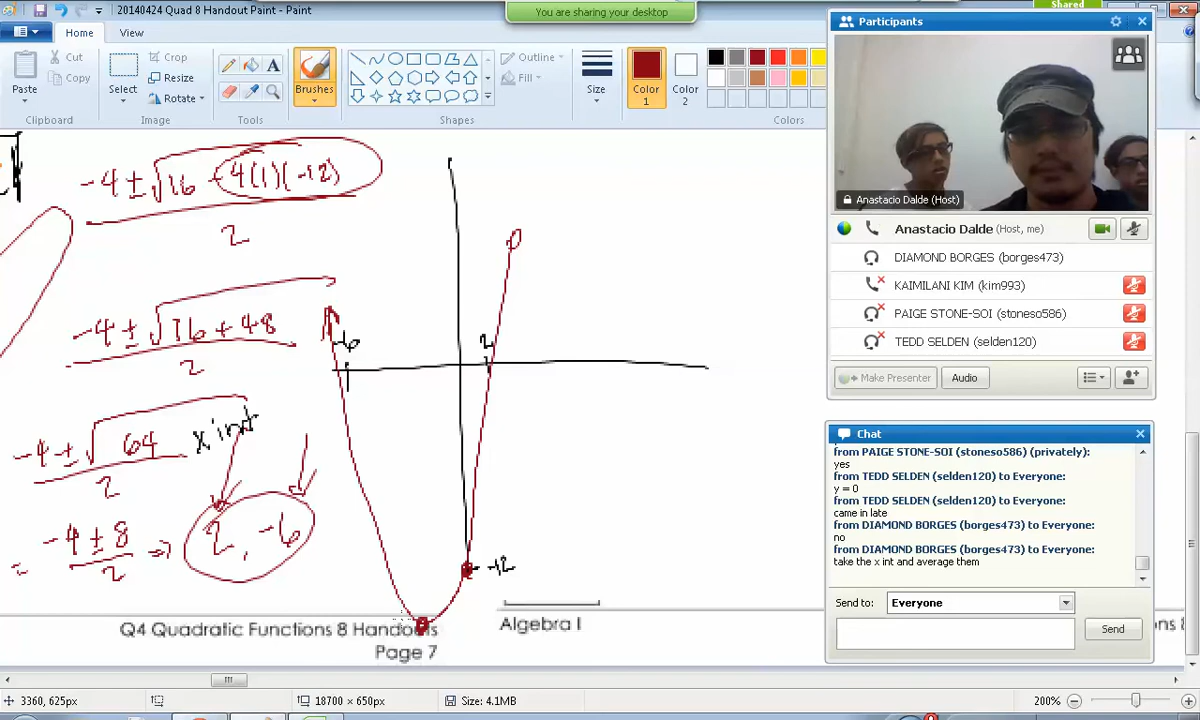 20140424 Quad 8 Handout Paint - Paint
You are sharing your desktop
Shared
Home
View
Paste
Cut
Copy
Clipboard
Select
Crop
Resize
Rotate
Image
Tools
Brushes
Shapes
Outline
Fill
Size
Color 1
Color 2
Colors
-4 ± √16 - 4(1)(-12)
2
-4 ± √16 + 48
2
-4 ± √64
2
x int
= -4 ± 8 ⇒ 2, -6
2
-6
2
-12
Q4 Quadratic Functions 8 Handouts
Page 7
Algebra I
Participants
Anastacio Dalde (Host)
Anastacio Dalde (Host, me)
DIAMOND BORGES (borges473)
KAIMILANI KIM (kim993)
PAIGE STONE-SOI (stoneso586)
TEDD SELDEN (selden120)
Make Presenter
Audio
Chat
from PAIGE STONE-SOI (stoneso586) (privately):
yes
from TEDD SELDEN (selden120) to Everyone:
y = 0
from TEDD SELDEN (selden120) to Everyone:
came in late
from DIAMOND BORGES (borges473) to Everyone:
no
from DIAMOND BORGES (borges473) to Everyone:
take the x int and average them
Send to:
Everyone
Send
3360, 625px
18700 × 650px
Size: 4.1MB
200%